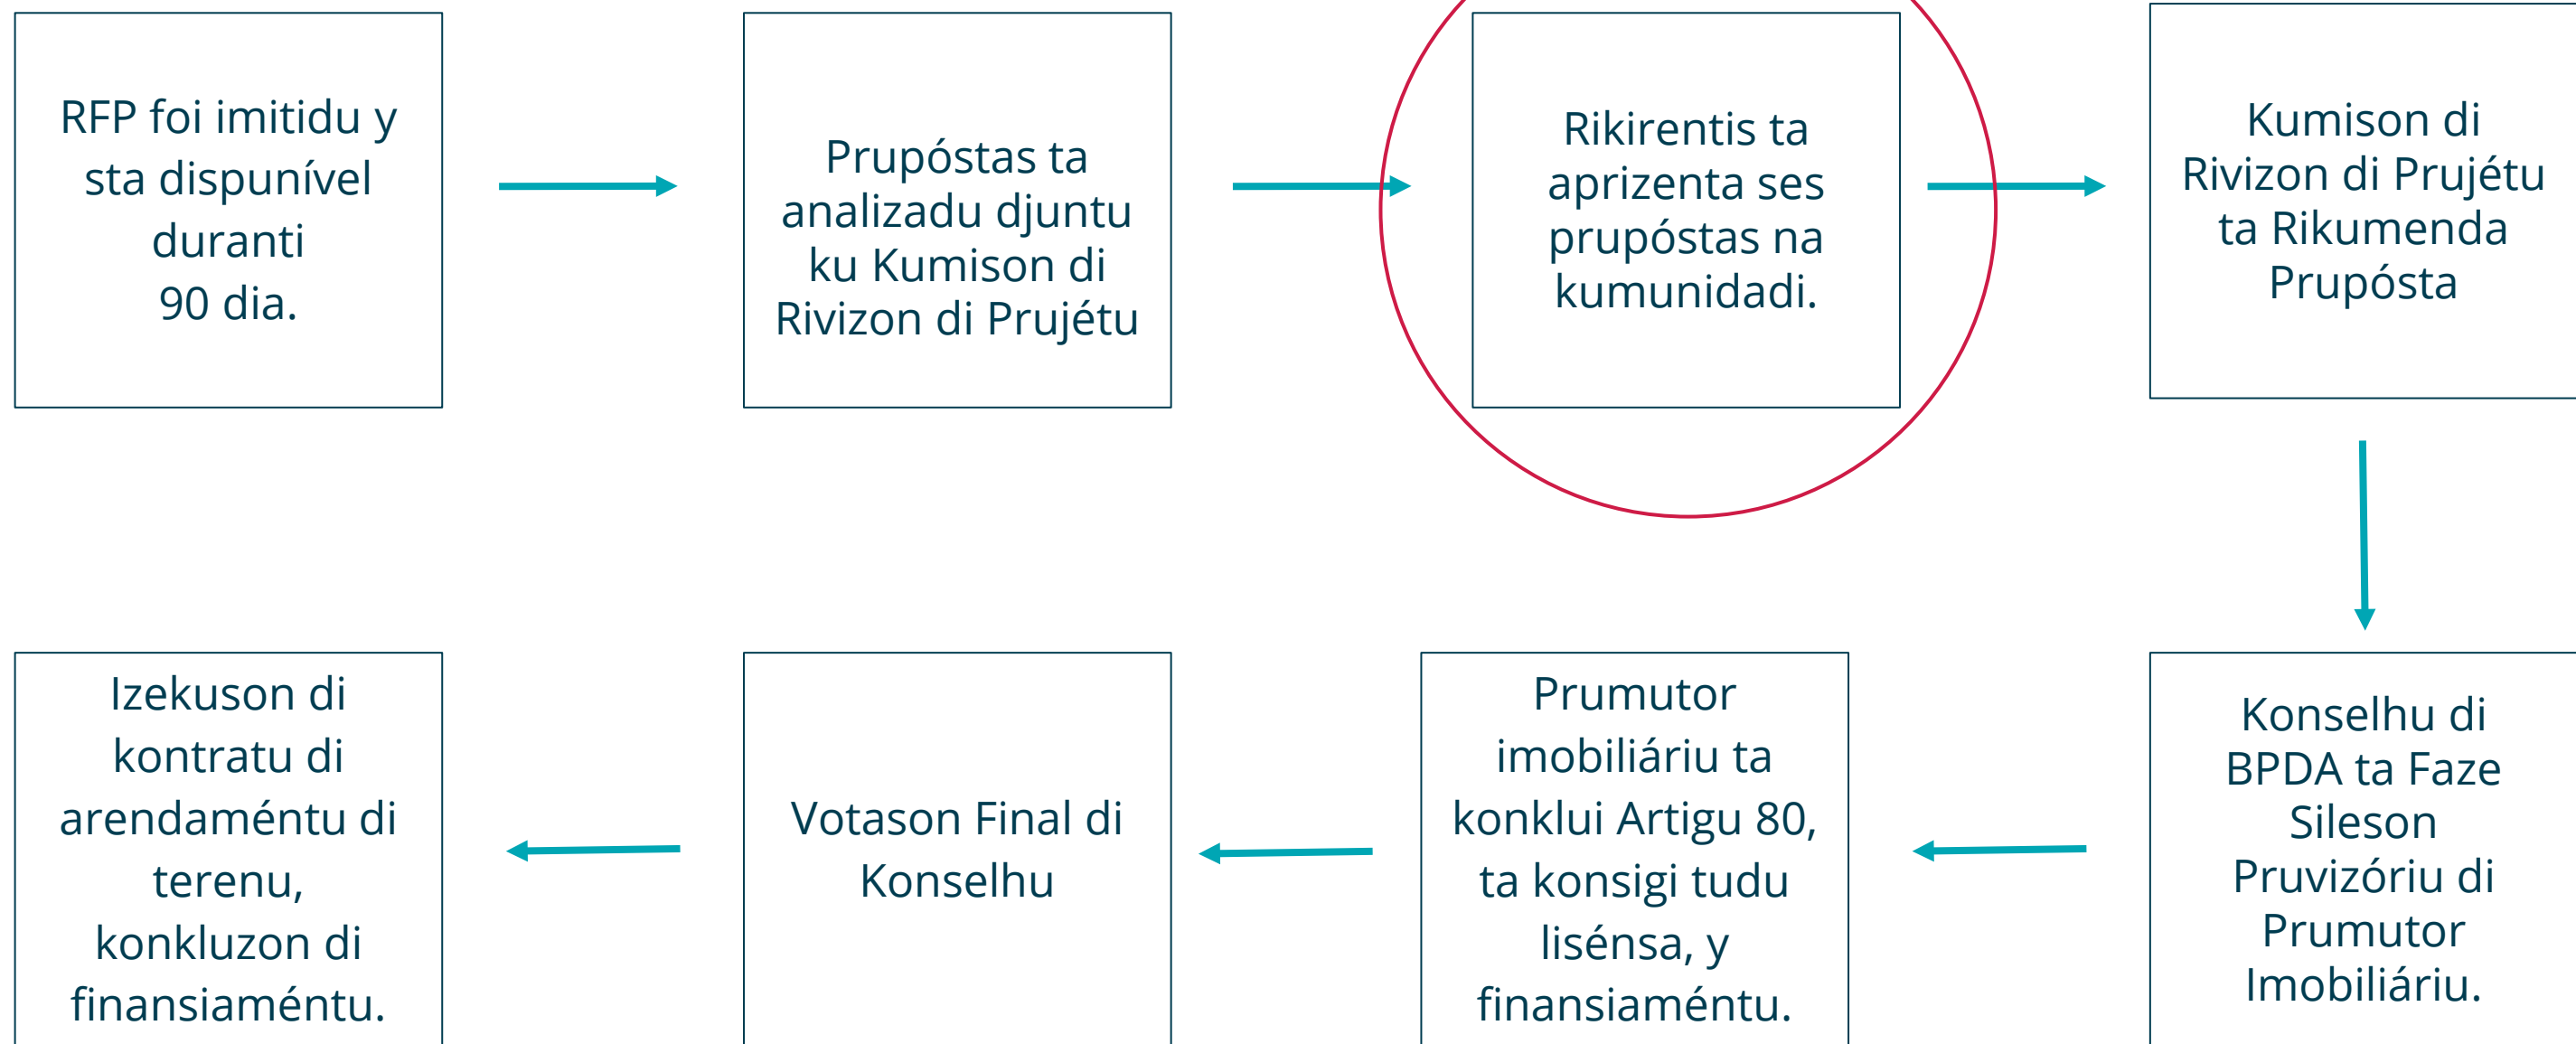 RFP foi imitidu y
sta dispunível
duranti
90 dia.
Prupóstas ta
analizadu djuntu
ku Kumison di
Rivizon di Prujétu
Rikirentis ta
aprizenta ses
prupóstas na
kumunidadi.
Kumison di
Rivizon di Prujétu
ta Rikumenda
Prupósta
Konselhu di
BPDA ta Faze
Sileson
Pruvizóriu di
Prumutor
Imobiliáriu.
Prumutor
imobiliáriu ta
konklui Artigu 80,
ta konsigi tudu
lisénsa, y
finansiaméntu.
Votason Final di
Konselhu
Izekuson di
kontratu di
arendaméntu di
terenu,
konkluzon di
finansiaméntu.